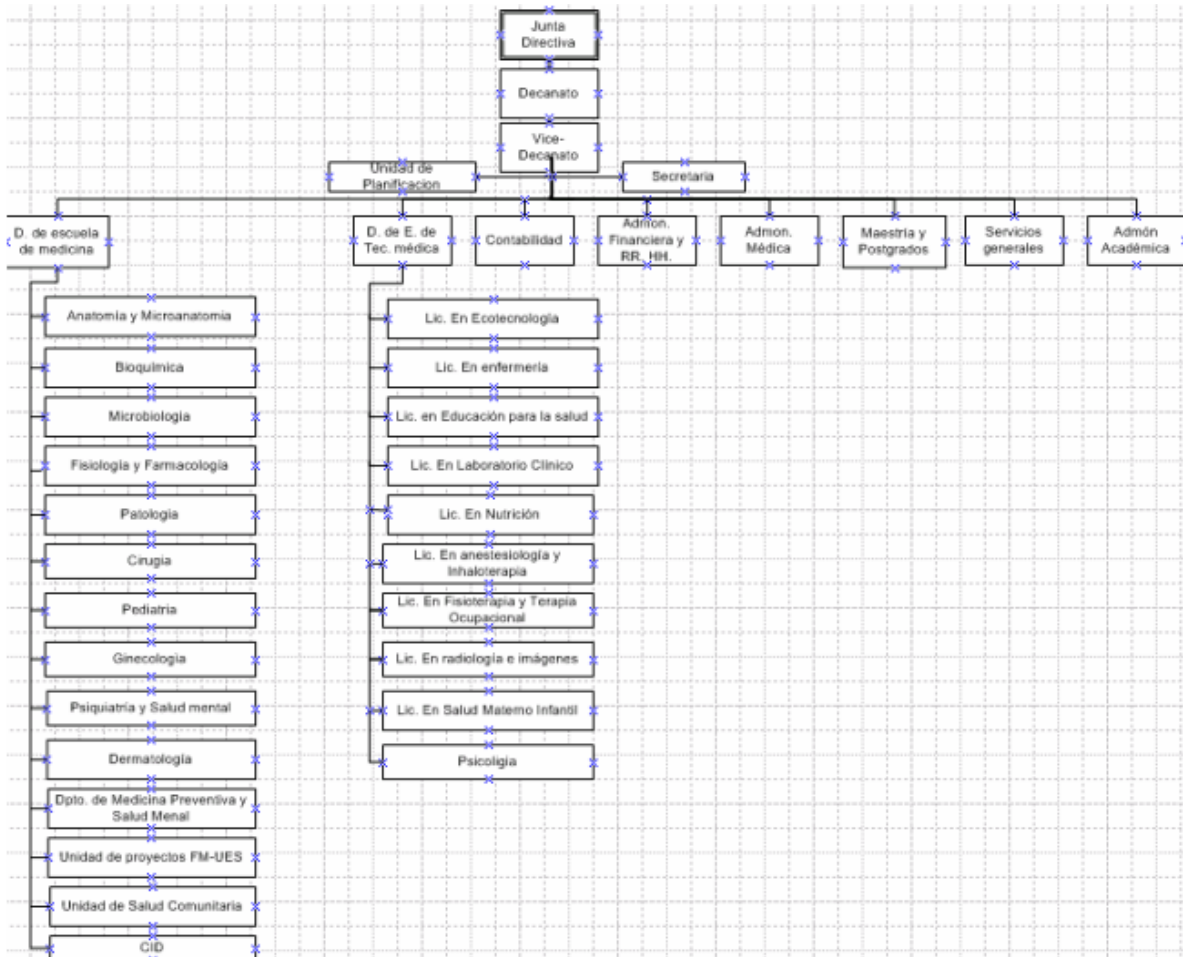 Junta
Directiva
Decanato
Vice-
Decanato
Unidad de
Planificacion
Secretaria
D. de escuela
de medicina
D. de E. de
Tec. médica
Contabilidad
Admon.
Financiera y
RR. HH.
Admon.
Médica
Maestría y
Postgrados
Servicios
generales
Admón
Académica
Anatomía y Microanatomía
Bioquímica
Microbiología
Fisiología y Farmacología
Patología
Cirugía
Pediatría
Ginecología
Psiquiatría y Salud mental
Dermatología
Dpto. de Medicina Preventiva y
Salud Menal
Unidad de proyectos FM-UES
Unidad de Salud Comunitaria
CID
Lic. En Ecotecnología
Lic. En enfermería
Lic. en Educación para la salud
Lic. En Laboratorio Clínico
Lic. En Nutrición
Lic. En anestesiología y
Inhaloterapia
Lic. En Fisioterapia y Terapia
Ocupacional
Lic. En radiología e imágenes
Lic. En Salud Materno Infantil
Psicoligia